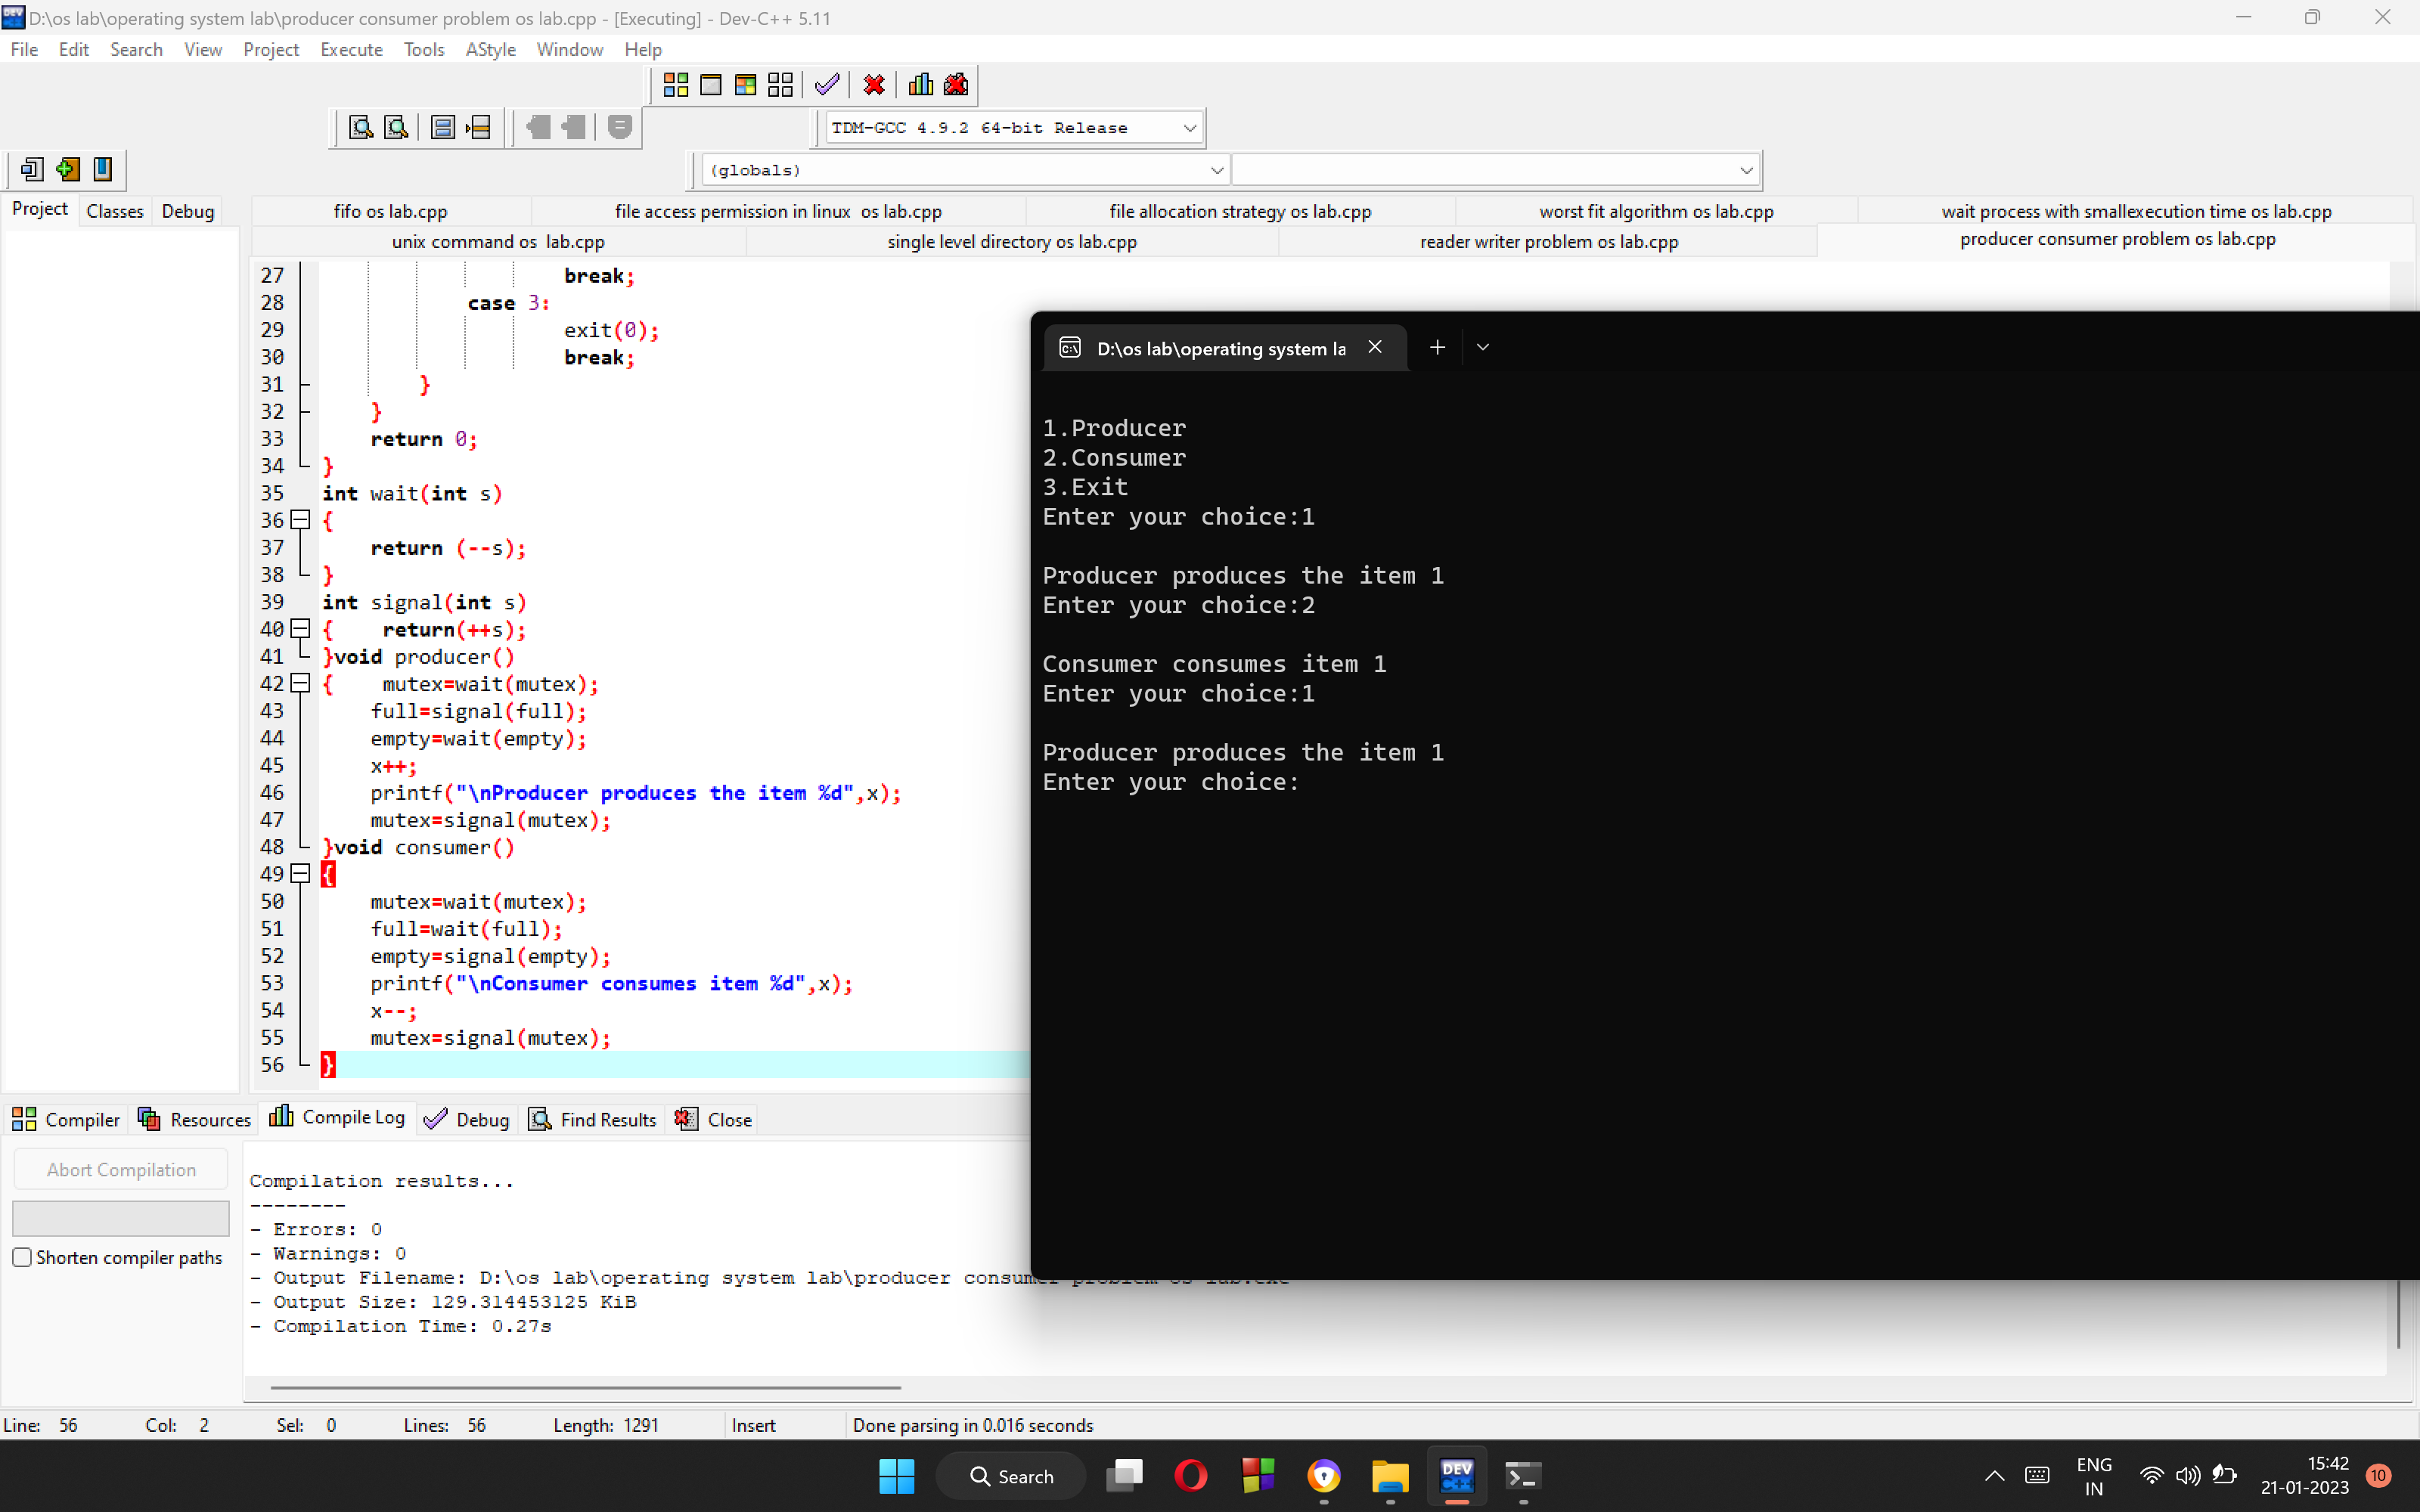 D:\os lab\operating system lab\producer consumer problem os lab.cpp - [Executing] - Dev-C++ 5.11
File Edit Search View Project Execute Tools AStyle Window Help
TDM-GCC 4.9.2 64-bit Release
(globals)
Project Classes Debug
fifo os lab.cpp file access permission in linux  os lab.cpp file allocation strategy os lab.cpp worst fit algorithm os lab.cpp wait process with smallexecution time os lab.cpp
unix command os  lab.cpp single level directory os lab.cpp reader writer problem os lab.cpp producer consumer problem os lab.cpp
27 break;
28 case 3:
29 exit(0);
30 break;
31 }
32 }
33 return 0;
34 }
35 int wait(int s)
36 {
37 return (--s);
38 }
39 int signal(int s)
40 {    return(++s);
41 }void producer()
42 {    mutex=wait(mutex);
43 full=signal(full);
44 empty=wait(empty);
45 x++;
46 printf("\nProducer produces the item %d",x);
47 mutex=signal(mutex);
48 }void consumer()
49 {
50 mutex=wait(mutex);
51 full=wait(full);
52 empty=signal(empty);
53 printf("\nConsumer consumes item %d",x);
54 x--;
55 mutex=signal(mutex);
56 }
D:\os lab\operating system la
1.Producer
2.Consumer
3.Exit
Enter your choice:1
Producer produces the item 1
Enter your choice:2
Consumer consumes item 1
Enter your choice:1
Producer produces the item 1
Enter your choice:
Compiler Resources Compile Log Debug Find Results Close
Abort Compilation
Shorten compiler paths
Compilation results...
--------
- Errors: 0
- Warnings: 0
- Output Filename: D:\os lab\operating system lab\producer consumer problem os lab.exe
- Output Size: 129.314453125 KiB
- Compilation Time: 0.27s
Line: 56 Col: 2 Sel: 0 Lines: 56 Length: 1291 Insert Done parsing in 0.016 seconds
Search
DEV C++
ENG
IN
15:42
21-01-2023
10